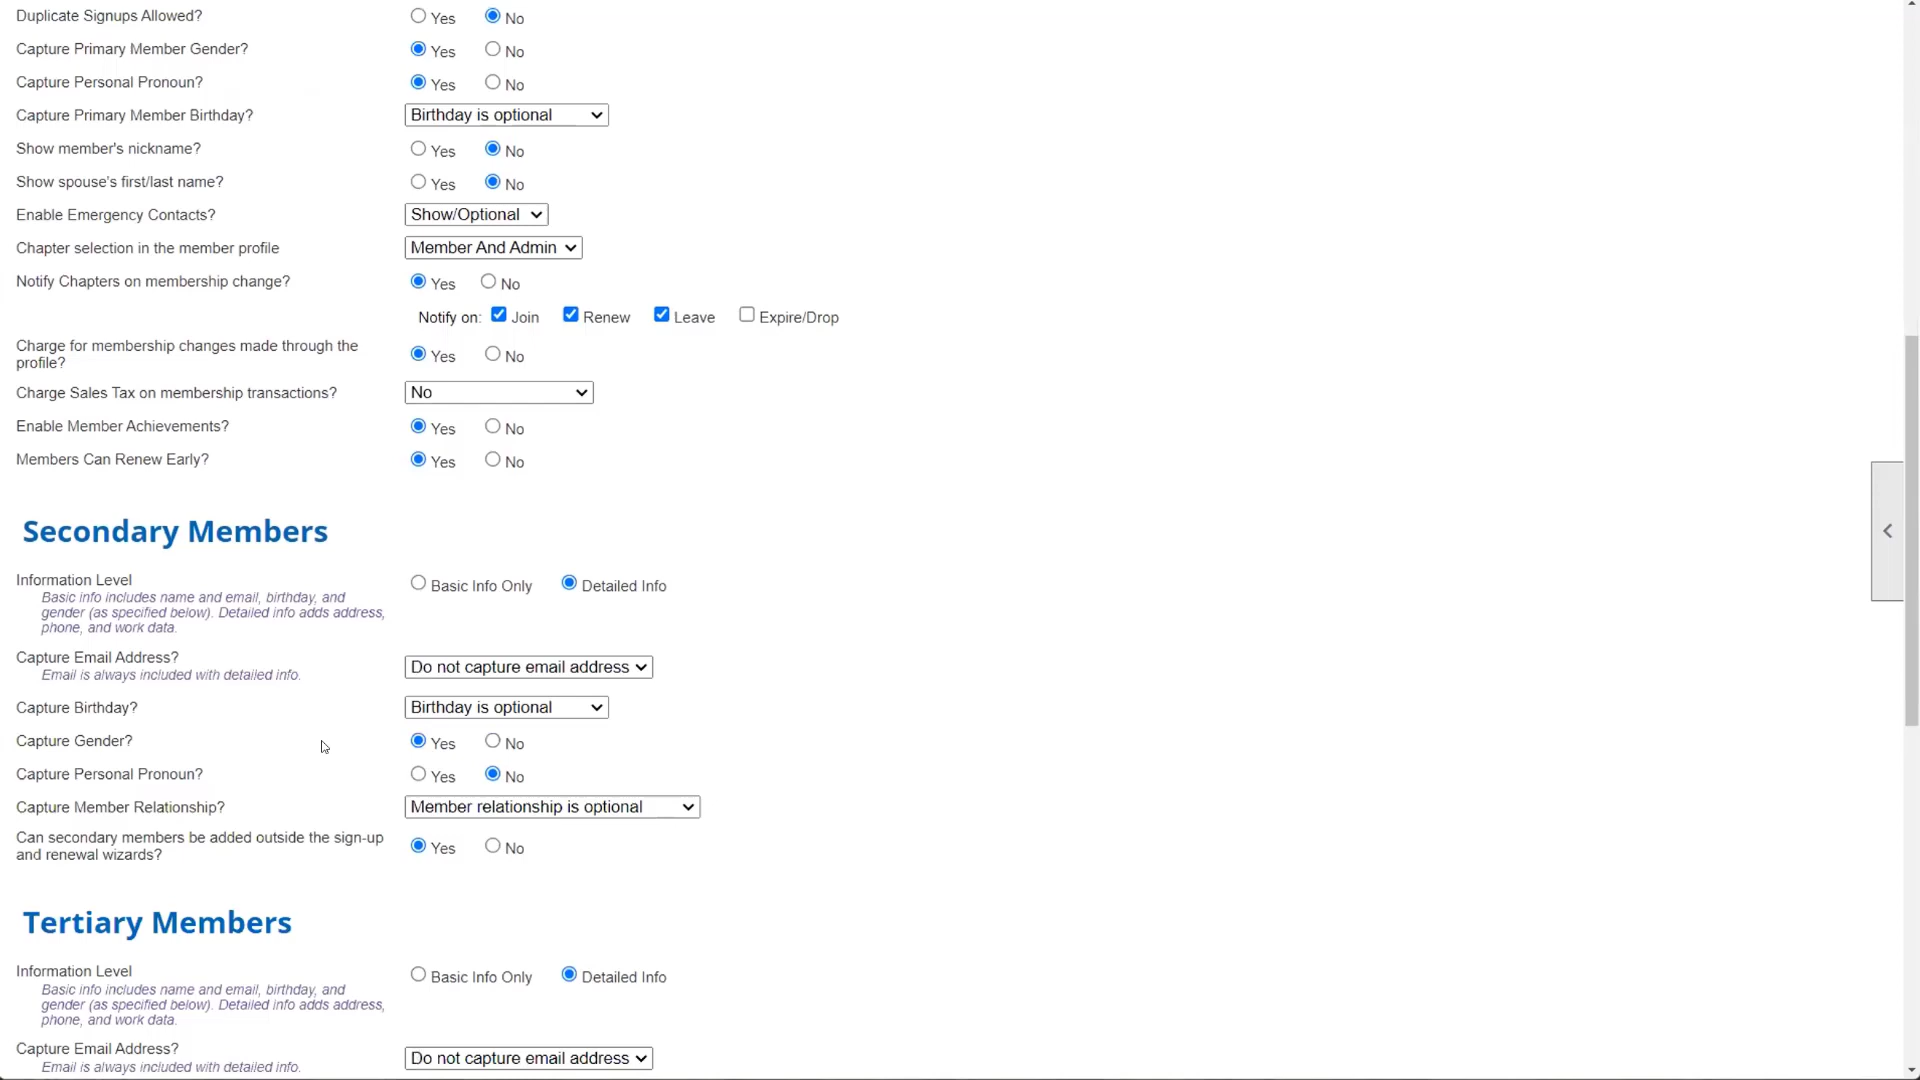 Duplicate Signups Allowed? Yes No
Capture Primary Member Gender? Yes No
Capture Personal Pronoun? Yes No
Capture Primary Member Birthday? Birthday is optional
Show member's nickname? Yes No
Show spouse's first/last name? Yes No
Enable Emergency Contacts? Show/Optional
Chapter selection in the member profile Member And Admin
Notify Chapters on membership change? Yes No
Notify on: Join Renew Leave Expire/Drop
Charge for membership changes made through the
profile? Yes No
Charge Sales Tax on membership transactions? No
Enable Member Achievements? Yes No
Members Can Renew Early? Yes No
Secondary Members
Information Level Basic Info Only Detailed Info
Basic info includes name and email, birthday, and
gender (as specified below). Detailed info adds address,
phone, and work data.
Capture Email Address? Do not capture email address
Email is always included with detailed info.
Capture Birthday? Birthday is optional
Capture Gender? Yes No
Capture Personal Pronoun? Yes No
Capture Member Relationship? Member relationship is optional
Can secondary members be added outside the sign-up
and renewal wizards? Yes No
Tertiary Members
Information Level Basic Info Only Detailed Info
Basic info includes name and email, birthday, and
gender (as specified below). Detailed info adds address,
phone, and work data.
Capture Email Address? Do not capture email address
Email is always included with detailed info.